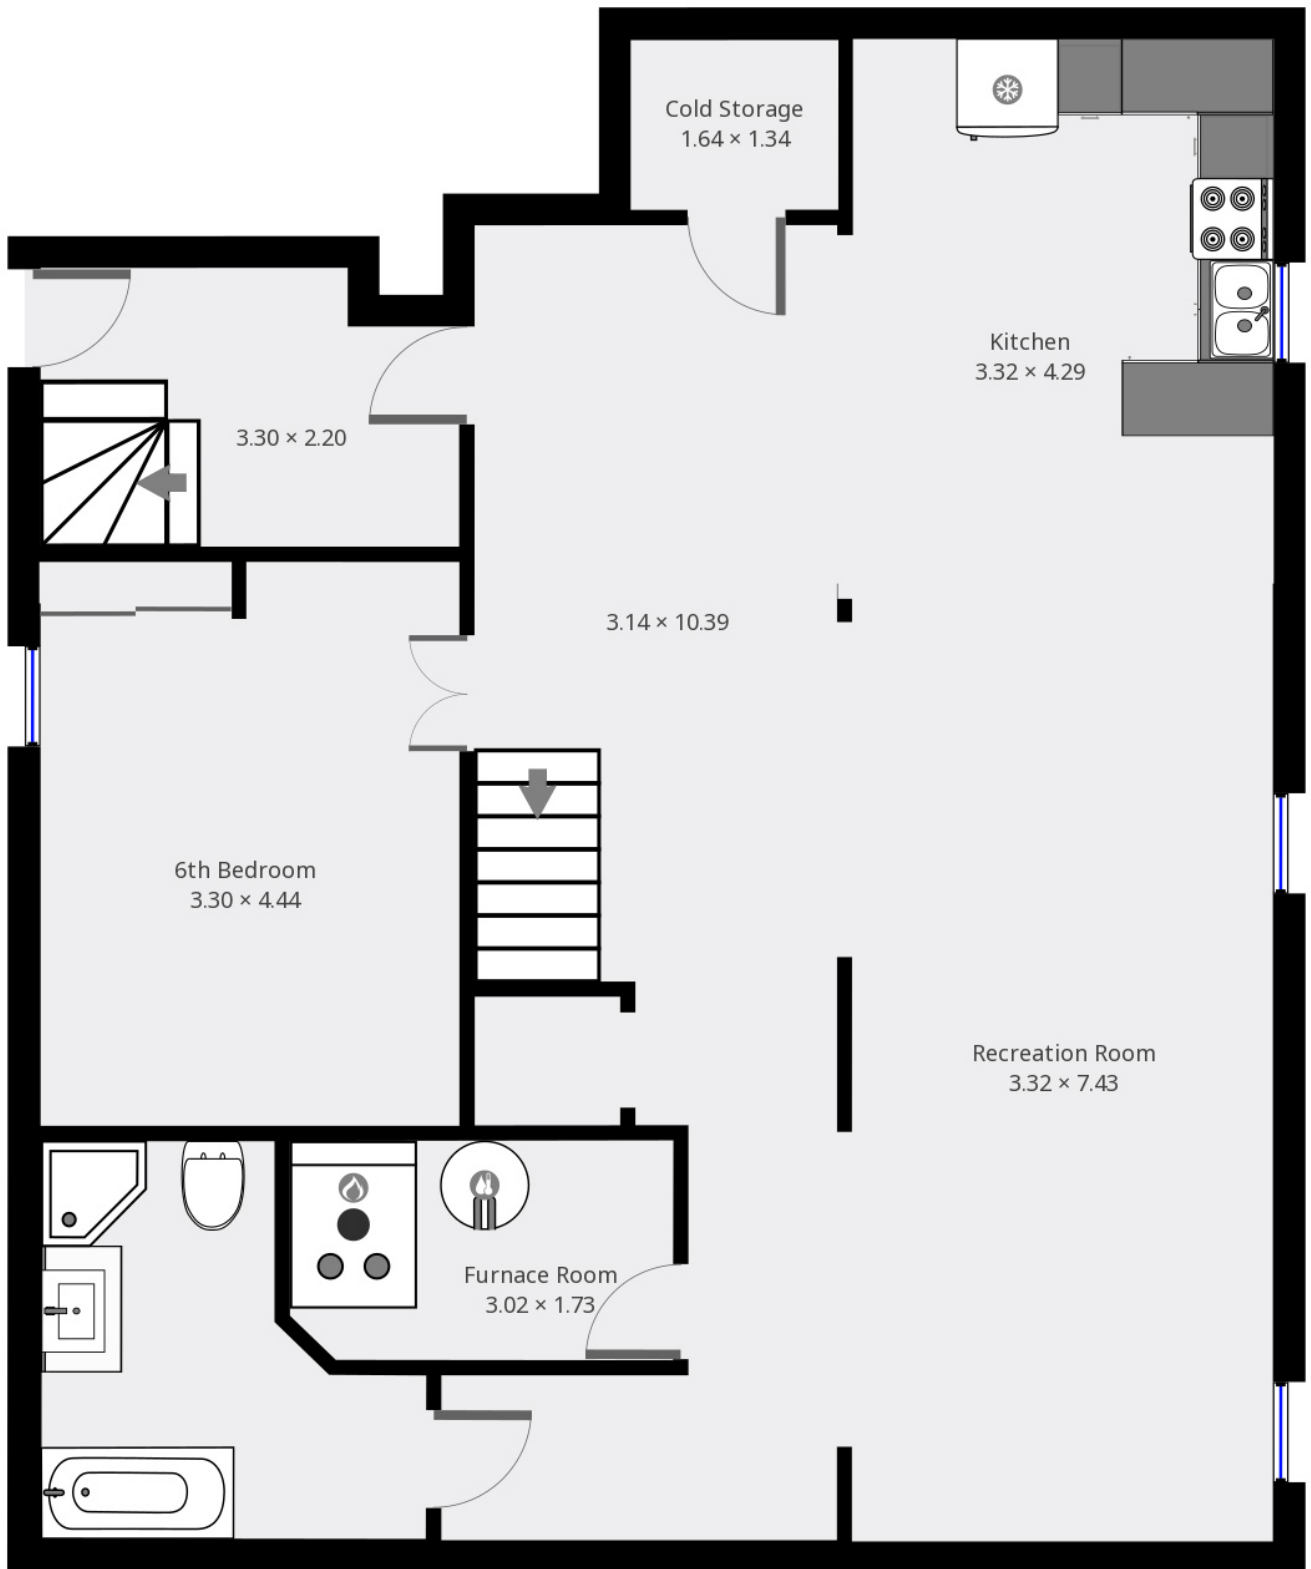 Cold Storage
1.64 × 1.34
Kitchen
3.32 × 4.29
3.30 × 2.20
3.14 × 10.39
6th Bedroom
3.30 × 4.44
Recreation Room
3.32 × 7.43
Furnace Room
3.02 × 1.73